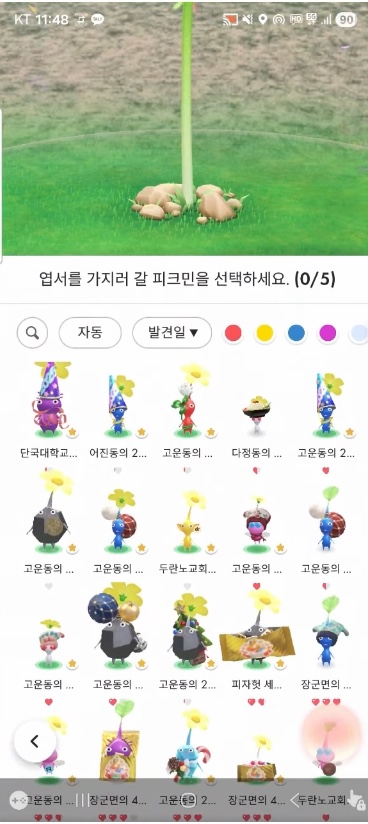 KT 11:48
90
엽서를 가지러 갈 피크민을 선택하세요. (0/5)
자동 발견일 ▼
단국대학교... 어진동의 2... 고운동의 ... 다정동의 ... 고운동의 2...
고운동의 ... 고운동의 ... 두란노교회... 고운동의 ... 고운동의 ...
고운동의 ... 고운동의 ... 고운동의 2... 피자헛 세... 장군면의 ...
고운동의 ... 장군면의 4... 고운동의 2... 장군면의 4... 두란노교회...